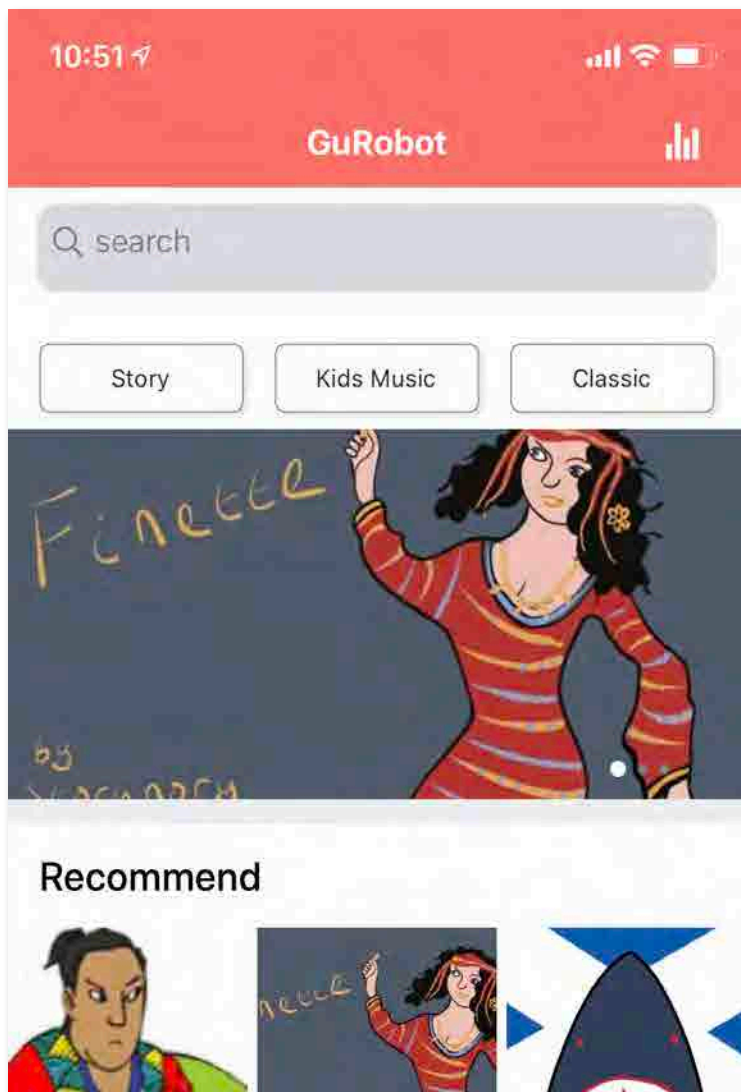 10:51
GuRobot
search
Story Kids Music Classic
Finette
by
Recommend